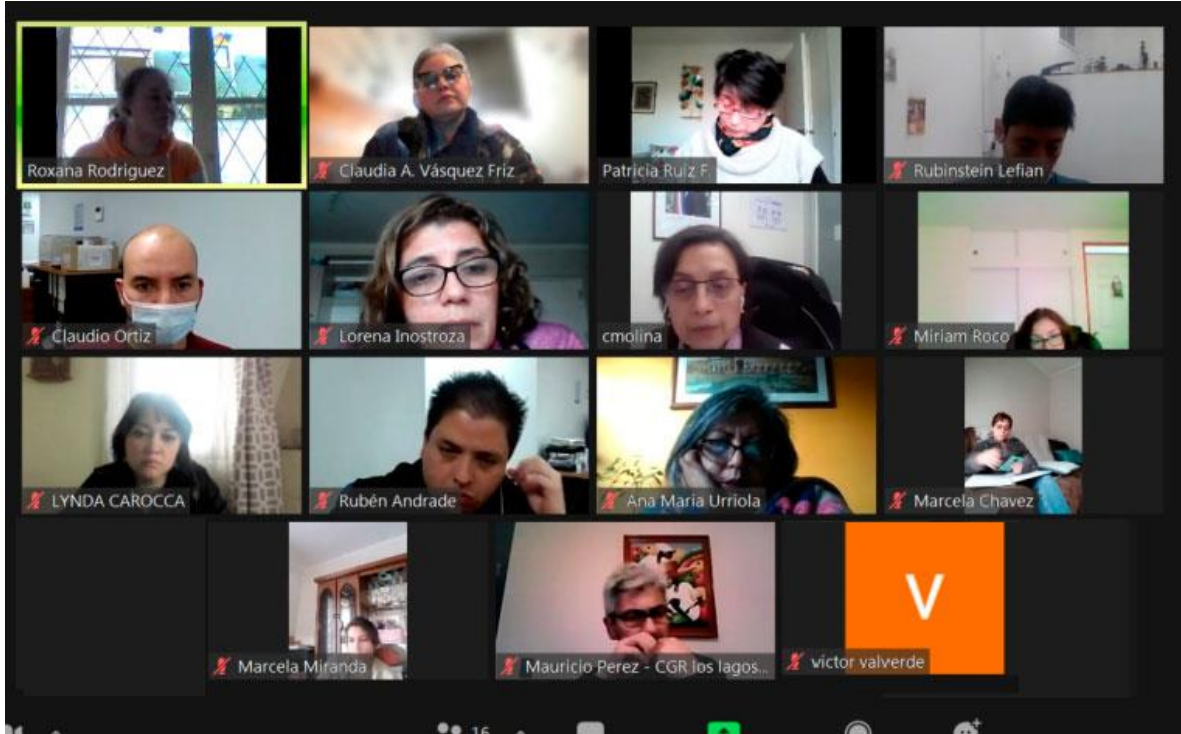 Roxana Rodriguez
Claudia A. Vásquez Friz
Patricia Ruiz F.
Rubinstein Lefian
Claudio Ortiz
Lorena Inostroza
cmolina
Miriam Roco
LYNDA CAROCCA
Rubén Andrade
Ana Maria Urriola
Marcela Chavez
Marcela Miranda
Mauricio Perez - CGR los lagos...
V
victor valverde
16